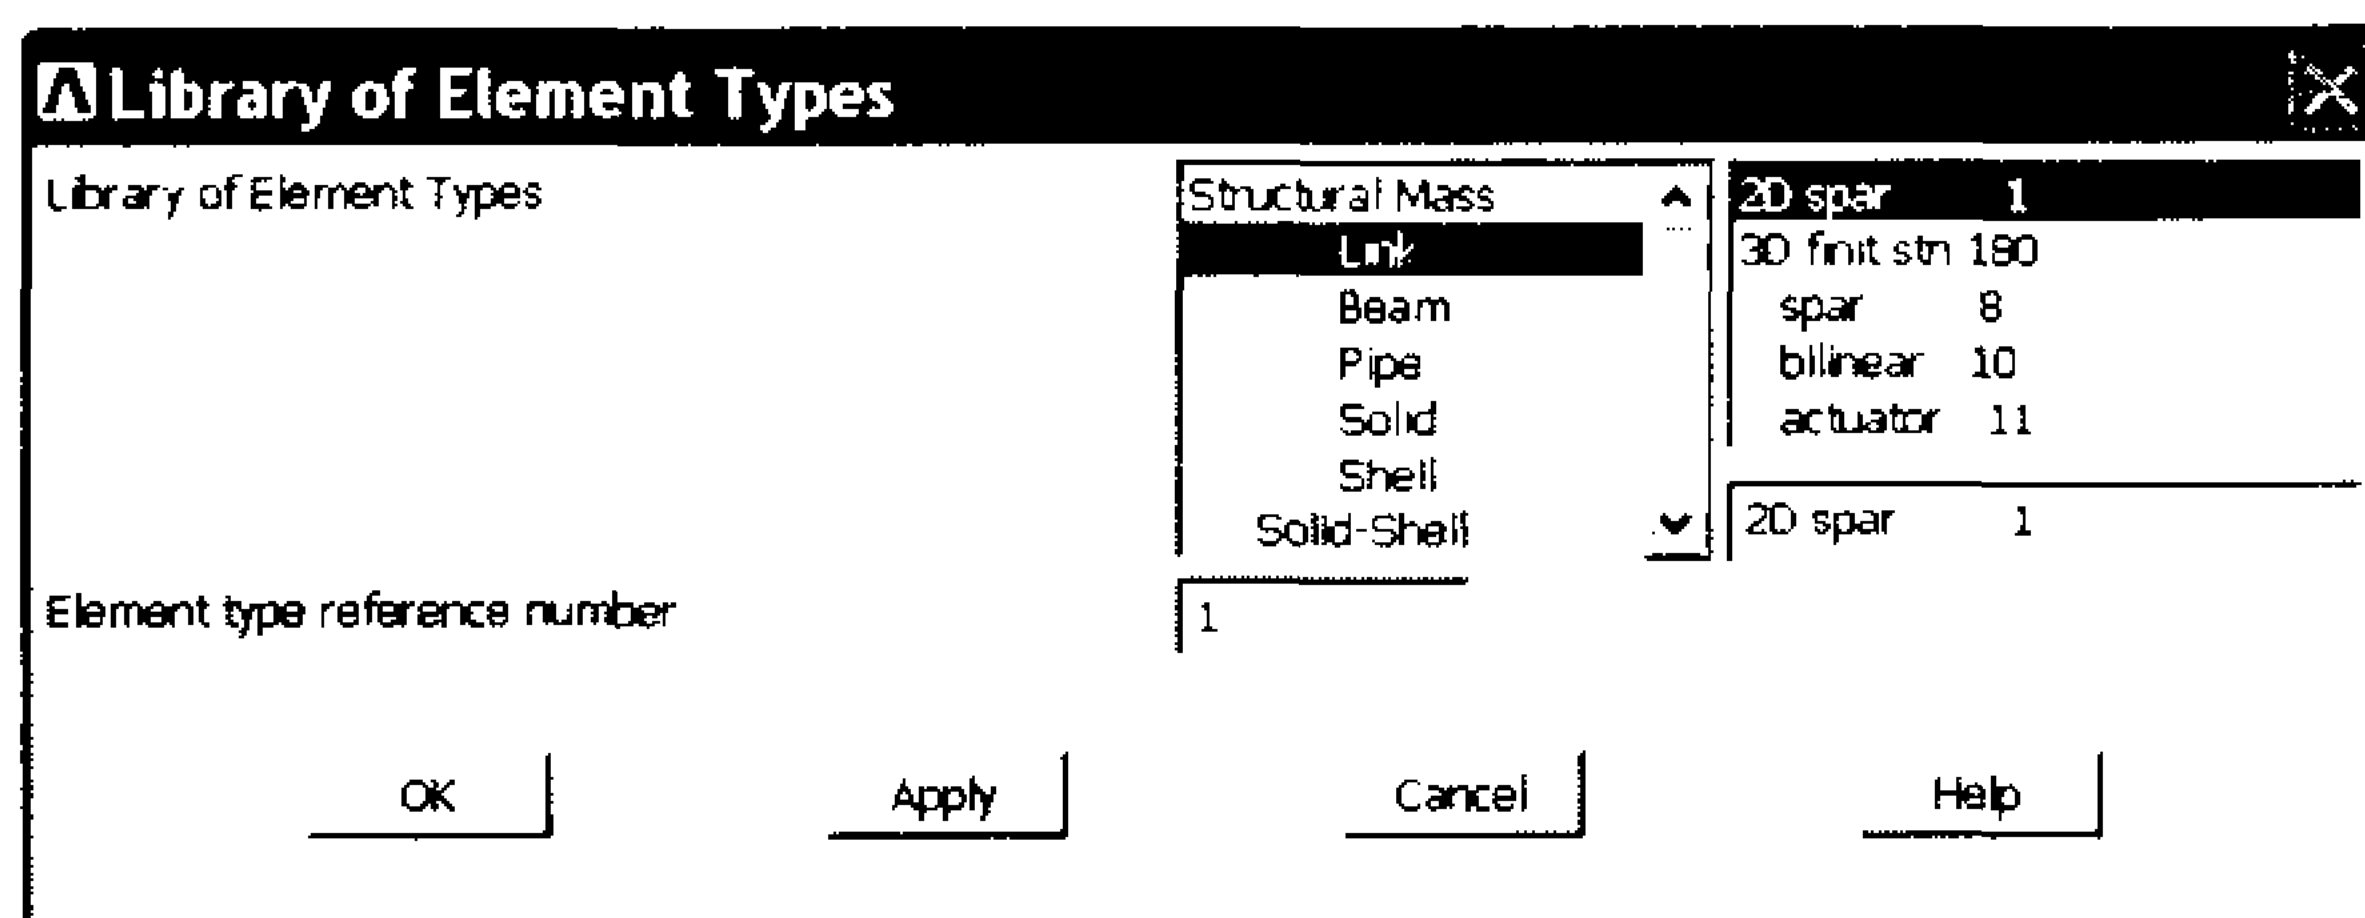 Library of Element Types
Library of Element Types
Structural Mass
Link
Beam
Pipe
Solid
Shell
Solid-Shell
2D spar 1
3D finit stn 180
spar 8
bilinear 10
actuator 11
2D spar 1
Element type reference number
1
OK
Apply
Cancel
Help